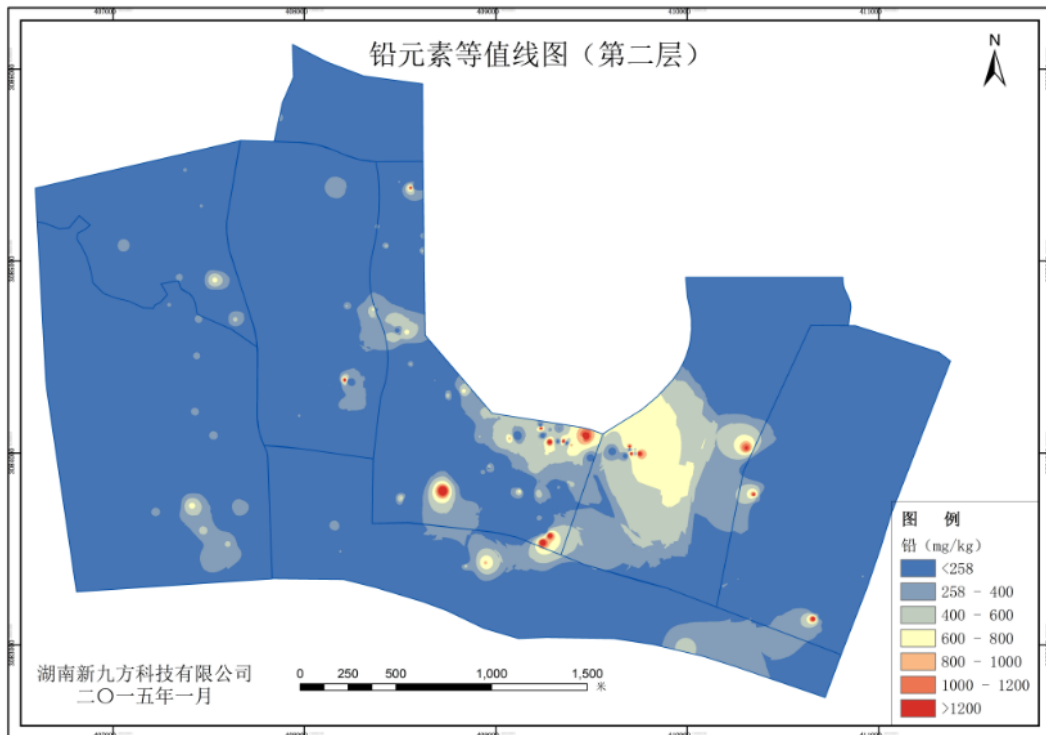 铅元素等值线图（第二层）
N
图 例
铅（mg/kg）
<258
258 - 400
400 - 600
600 - 800
800 - 1000
1000 - 1200
>1200
湖南新九方科技有限公司
二〇一五年一月
0 250 500 1,000 1,500
米